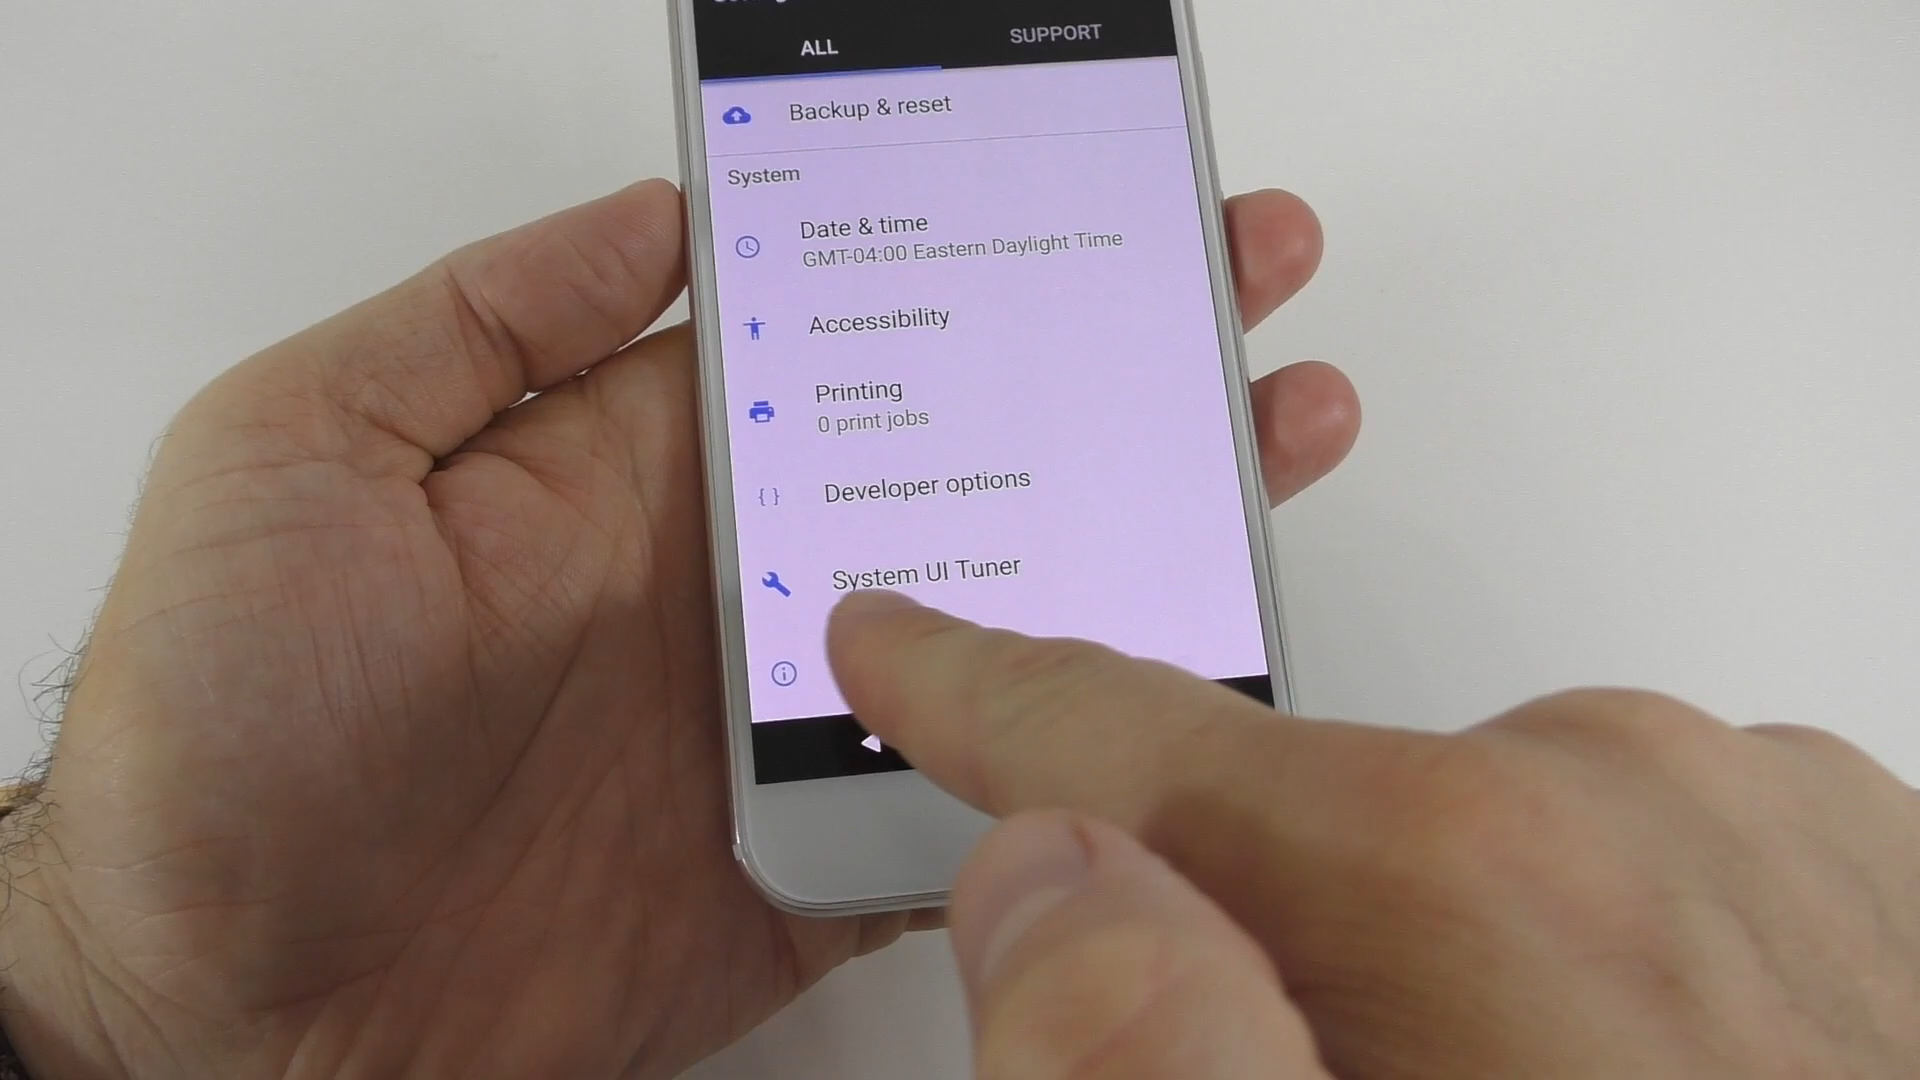 ALL
SUPPORT
Backup & reset
System
Date & time
GMT-04:00 Eastern Daylight Time
Accessibility
Printing
0 print jobs
Developer options
System UI Tuner